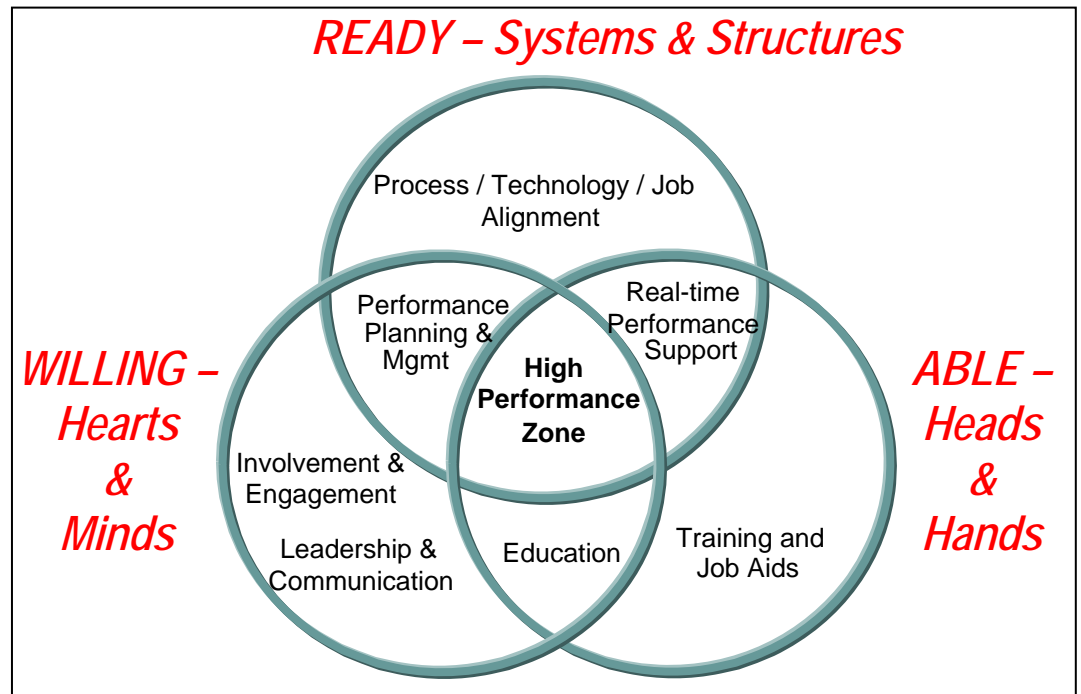 READY – Systems & Structures
Process / Technology / Job
Alignment
Performance
Planning &
Mgmt
Real-time
Performance
Support
High
Performance
Zone
WILLING –
Hearts
&
Minds
ABLE –
Heads
&
Hands
Involvement &
Engagement
Leadership &
Communication
Education
Training and
Job Aids